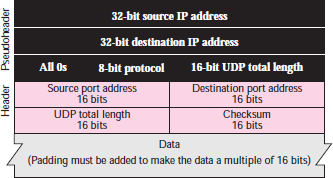 Pseudoheader
32-bit source IP address
32-bit destination IP address
All 0s 8-bit protocol 16-bit UDP total length
Header
Source port address Destination port address
16 bits 16 bits
UDP total length Checksum
16 bits 16 bits
Data
(Padding must be added to make the data a multiple of 16 bits)